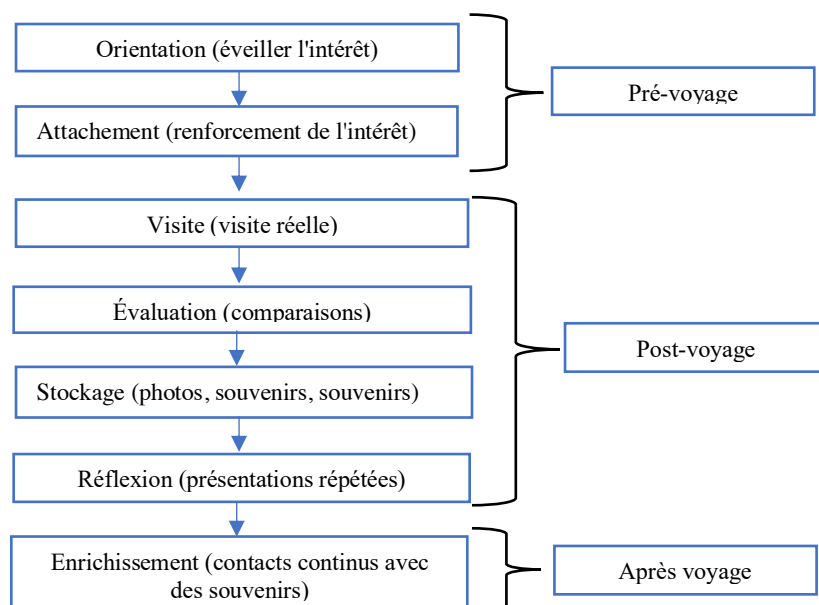 Orientation (éveiller l'intérêt)
Pré-voyage
Attachement (renforcement de l'intérêt)
Visite (visite réelle)
Évaluation (comparaisons)
Post-voyage
Stockage (photos, souvenirs, souvenirs)
Réflexion (présentations répétées)
Enrichissement (contacts continus avec
des souvenirs)
Après voyage